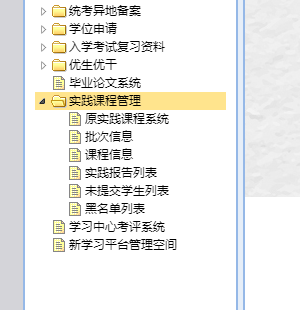 统考异地备案
学位申请
入学考试复习资料
优生优干
毕业论文系统
实践课程管理
原实践课程系统
批次信息
课程信息
实践报告列表
未提交学生列表
黑名单列表
学习中心考评系统
新学习平台管理空间